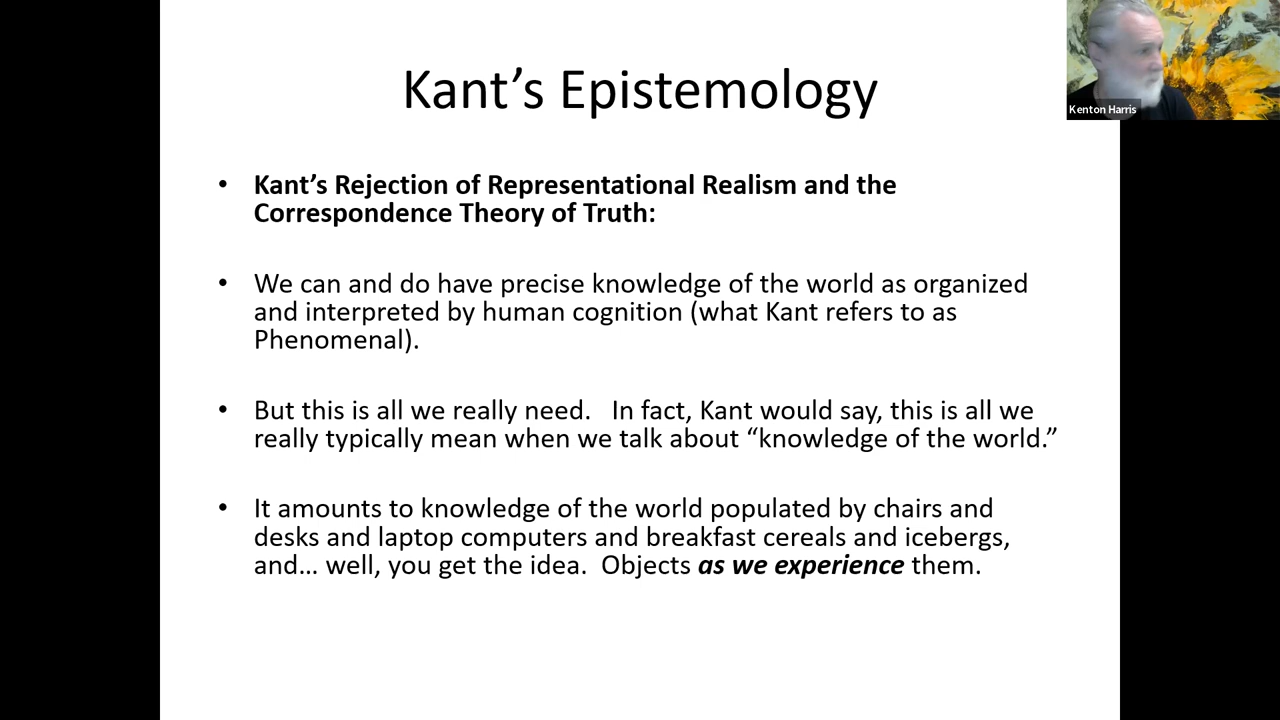 Kant’s Epistemology
Kenton Harris
• Kant’s Rejection of Representational Realism and the
Correspondence Theory of Truth:
• We can and do have precise knowledge of the world as organized
and interpreted by human cognition (what Kant refers to as
Phenomenal).
• But this is all we really need.   In fact, Kant would say, this is all we
really typically mean when we talk about “knowledge of the world.”
• It amounts to knowledge of the world populated by chairs and
desks and laptop computers and breakfast cereals and icebergs,
and… well, you get the idea.  Objects as we experience them.